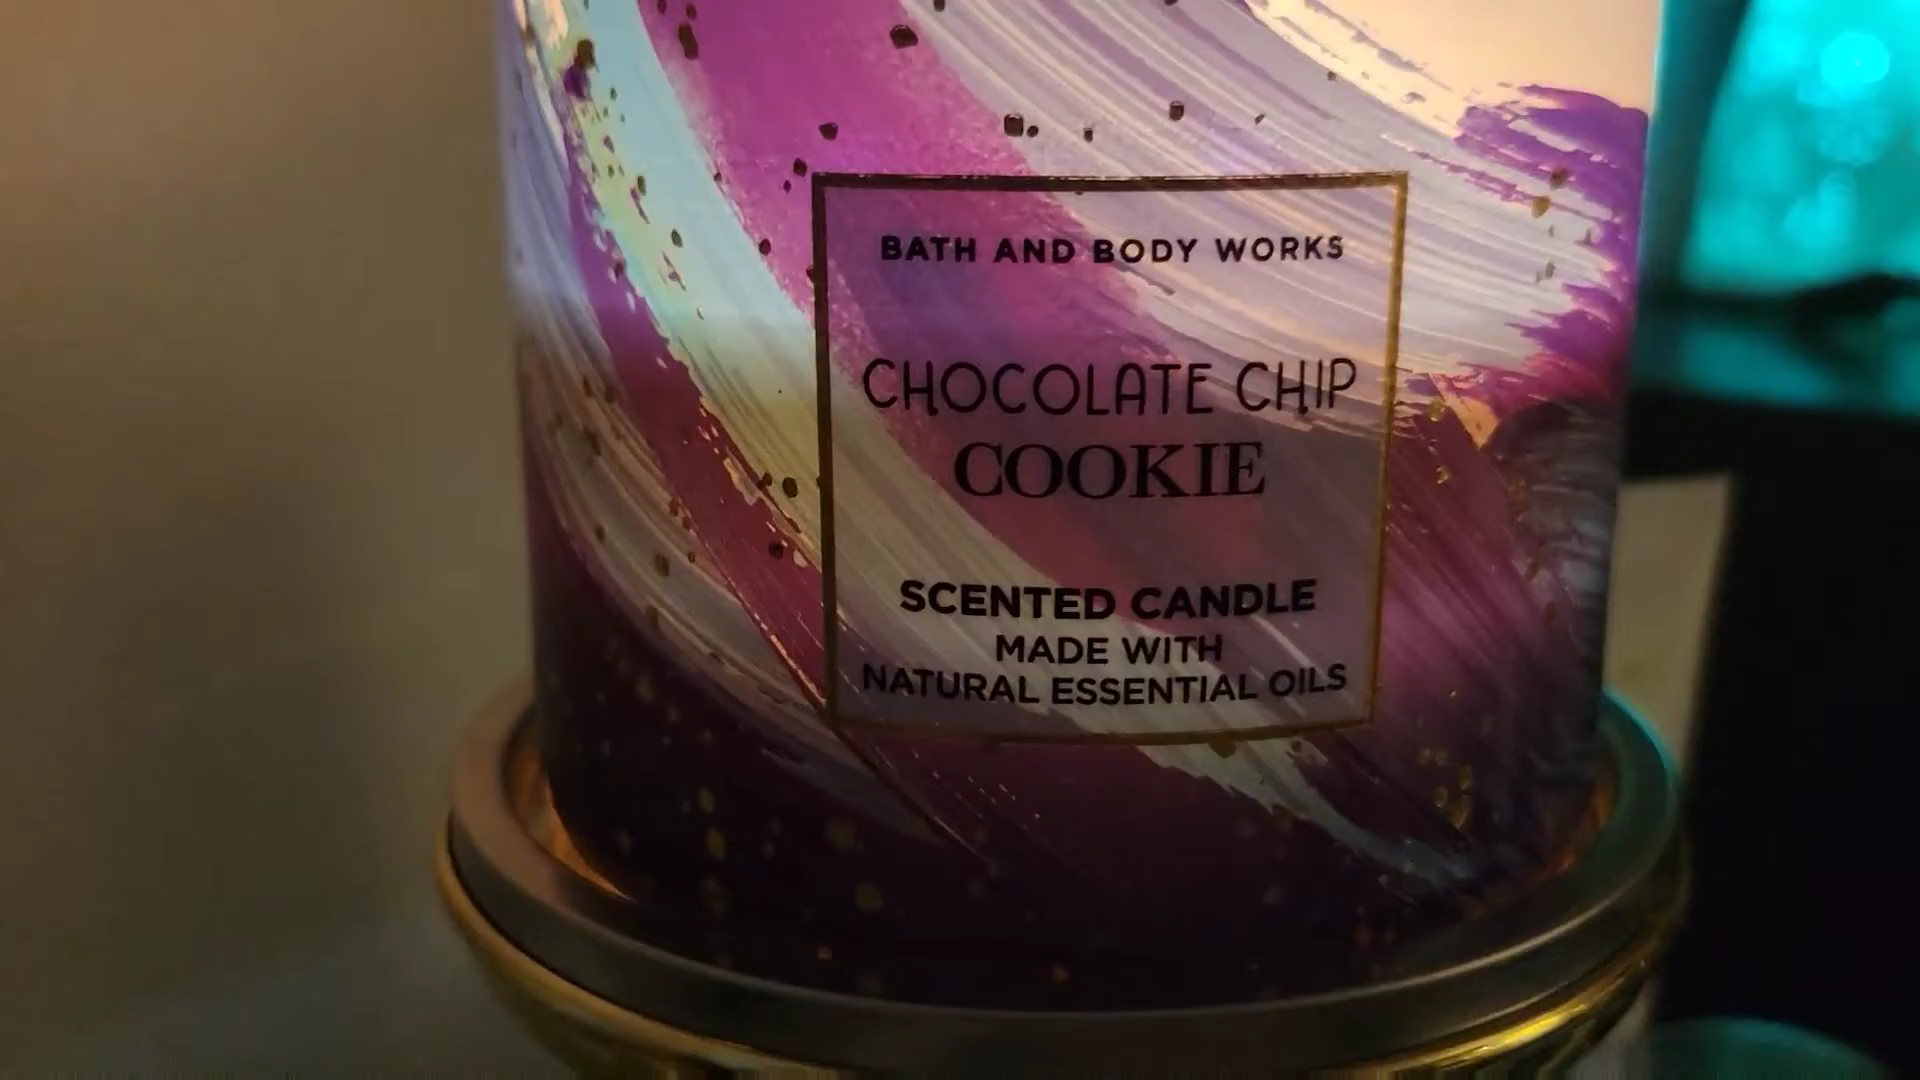 BATH AND BODY WORKS
CHOCOLATE CHIP
COOKIE
SCENTED CANDLE
MADE WITH
NATURAL ESSENTIAL OILS